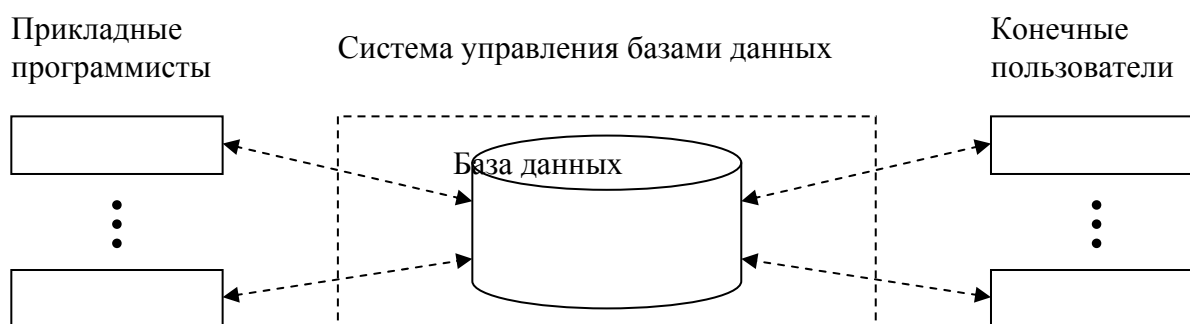 Прикладные
программисты
Система управления базами данных
Конечные
пользователи
База данных